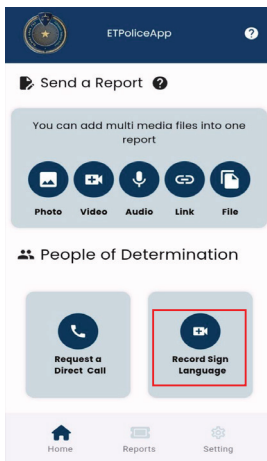 ETPoliceApp
Send a Report
You can add multi media files into one
report
Photo Video Audio Link File
People of Determination
Request a
Direct Call
Record Sign
Language
Home Reports Setting